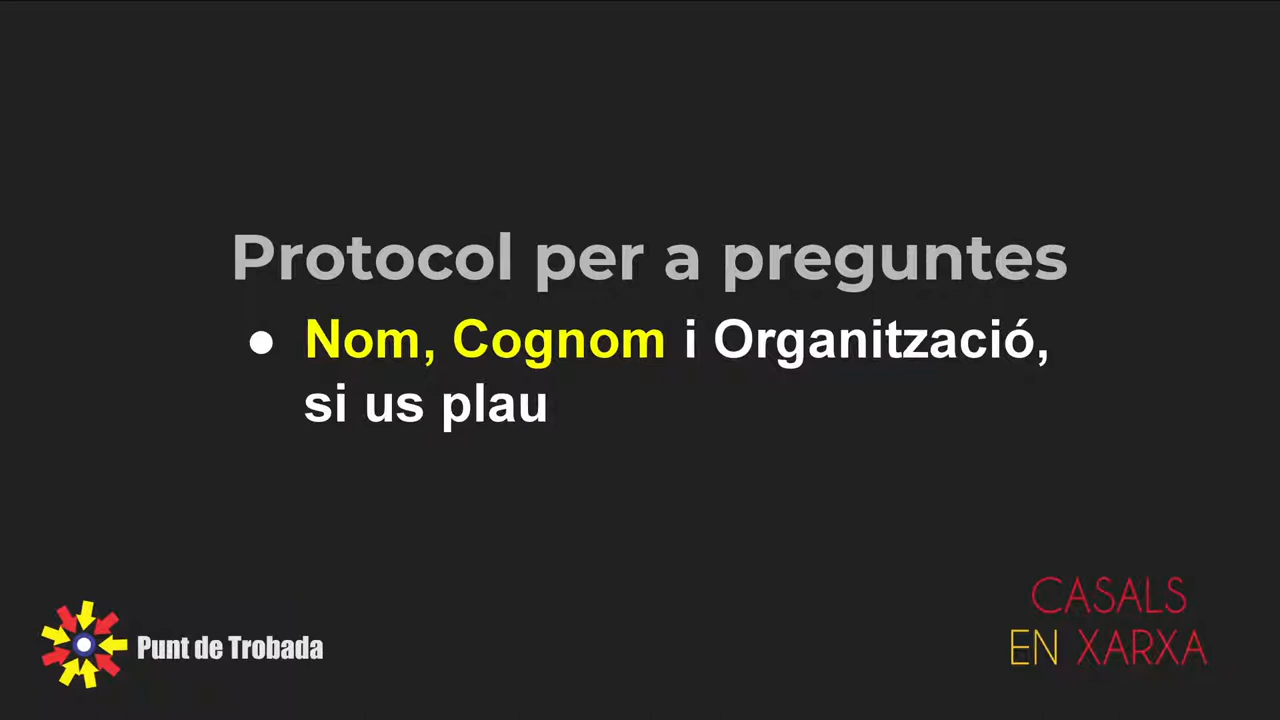 Protocol per a preguntes
● Nom, Cognom i Organització,
si us plau
Punt de Trobada
CASALS
EN XARXA